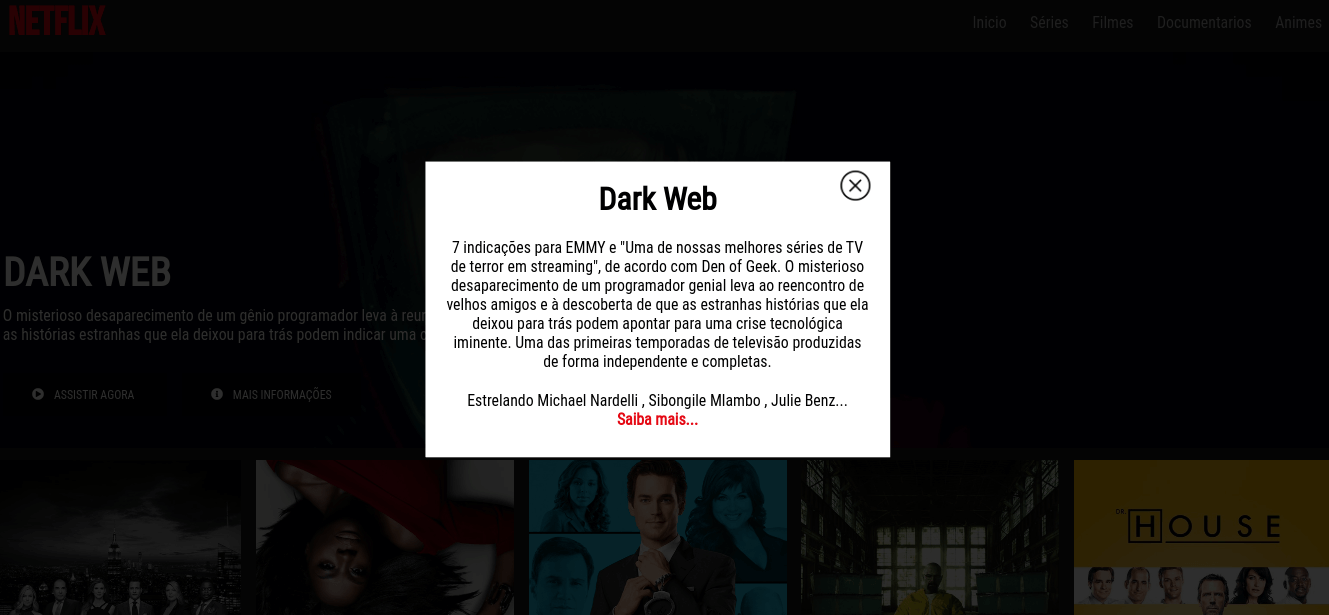 NETFLIX
Inicio Séries Filmes Documentarios Animes
Dark Web
7 indicações para EMMY e "Uma de nossas melhores séries de TV
de terror em streaming", de acordo com Den of Geek. O misterioso
desaparecimento de um programador genial leva ao reencontro de
velhos amigos e à descoberta de que as estranhas histórias que ela
deixou para trás podem apontar para uma crise tecnológica
iminente. Uma das primeiras temporadas de televisão produzidas
de forma independente e completas.
Estrelando Michael Nardelli , Sibongile Mlambo , Julie Benz...
Saiba mais...
DARK WEB
O misterioso desaparecimento de um gênio programador leva à reun
as histórias estranhas que ela deixou para trás podem indicar uma c
ASSISTIR AGORA
MAIS INFORMAÇÕES
HOUSE